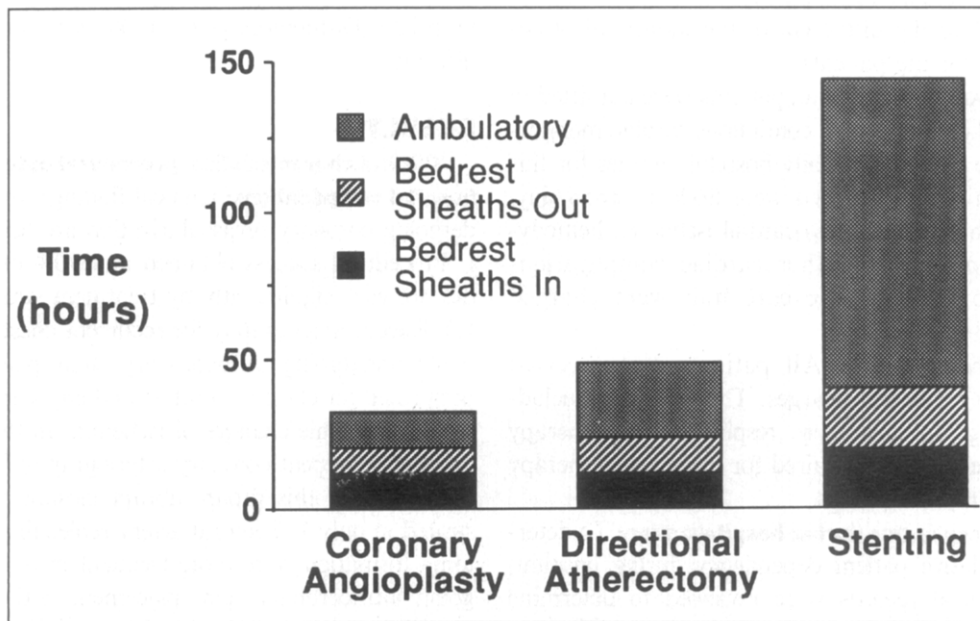 150
100
50
0
Time
(hours)
Ambulatory
Bedrest
Sheaths Out
Bedrest
Sheaths In
Coronary
Angioplasty
Directional
Atherectomy
Stenting